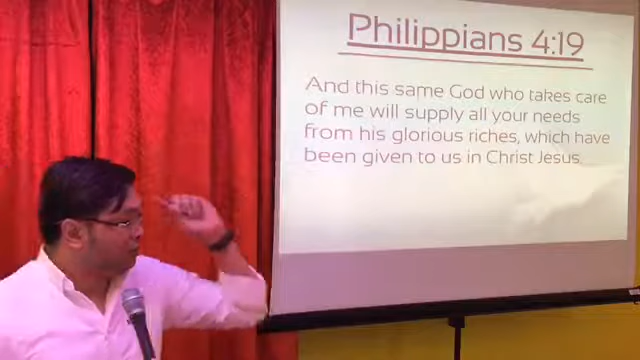 Philippians 4:19
And this same God who takes care
of me will supply all your needs
from his glorious riches, which have
been given to us in Christ Jesus.